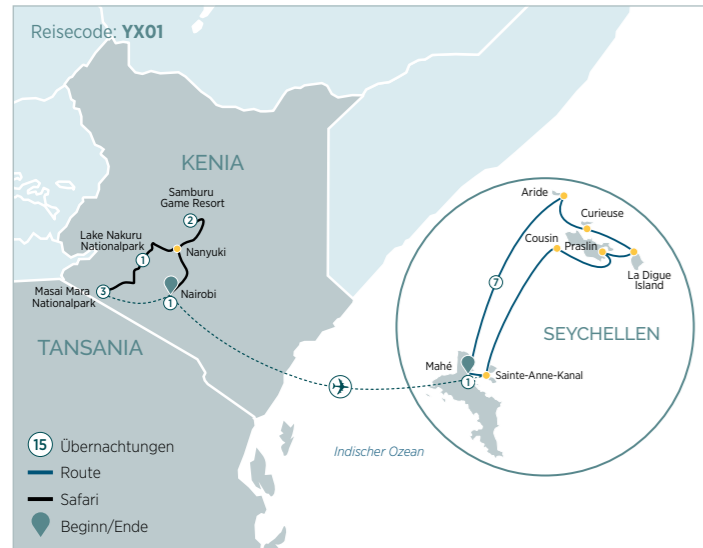 Reisecode: YX01
KENIA
Samburu
Game Resort
2
Lake Nakuru
Nationalpark
1
Nanyuki
Masai Mara
Nationalpark
3
Nairobi
1
TANSANIA
Aride
Curieuse
Cousin
Praslin
La Digue
Island
7
SEYCHELLEN
Mahé
1
Sainte-Anne-Kanal
Indischer Ozean
15 Übernachtungen
Route
Safari
Beginn/Ende